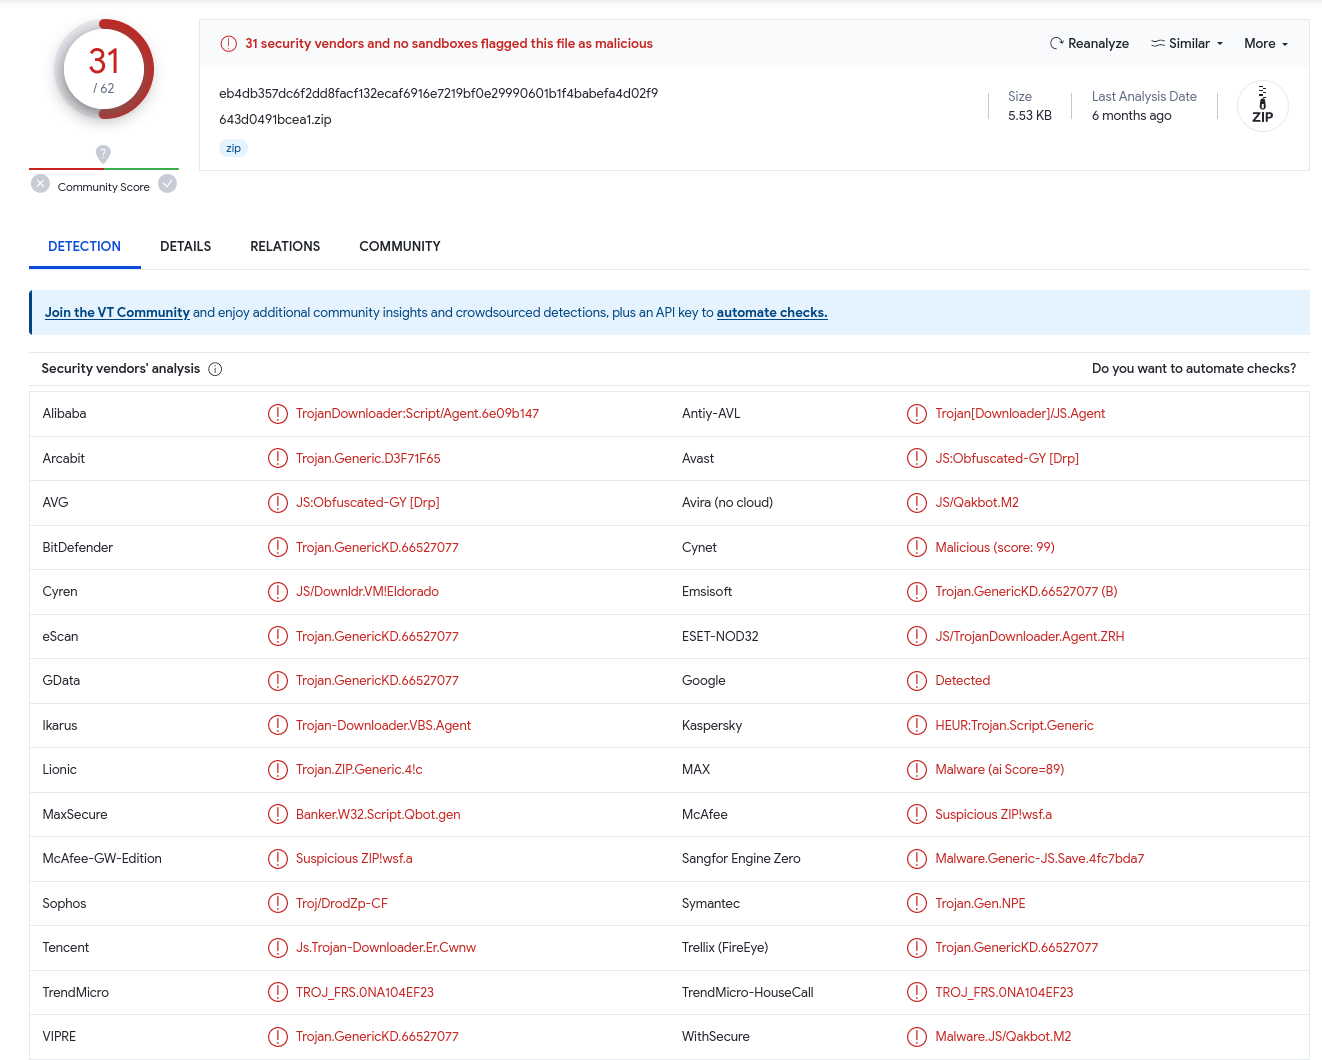 31
/ 62
Community Score
31 security vendors and no sandboxes flagged this file as malicious
Reanalyze Similar More
eb4db357dc6f2dd8facf132ecaf6916e7219bf0e29990601b1f4babefa4d02f9
643d0491bcea1.zip
zip
Size
5.53 KB
Last Analysis Date
6 months ago
ZIP
DETECTION DETAILS RELATIONS COMMUNITY
Join the VT Community and enjoy additional community insights and crowdsourced detections, plus an API key to automate checks.
Security vendors' analysis Do you want to automate checks?
Alibaba TrojanDownloader:Script/Agent.6e09b147 Antiy-AVL Trojan[Downloader]/JS.Agent
Arcabit Trojan.Generic.D3F71F65 Avast JS:Obfuscated-GY [Drp]
AVG JS:Obfuscated-GY [Drp] Avira (no cloud) JS/Qakbot.M2
BitDefender Trojan.GenericKD.66527077 Cynet Malicious (score: 99)
Cyren JS/Downldr.VM!Eldorado Emsisoft Trojan.GenericKD.66527077 (B)
eScan Trojan.GenericKD.66527077 ESET-NOD32 JS/TrojanDownloader.Agent.ZRH
GData Trojan.GenericKD.66527077 Google Detected
Ikarus Trojan-Downloader.VBS.Agent Kaspersky HEUR:Trojan.Script.Generic
Lionic Trojan.ZIP.Generic.4!c MAX Malware (ai Score=89)
MaxSecure Banker.W32.Script.Qbot.gen McAfee Suspicious ZIP!wsf.a
McAfee-GW-Edition Suspicious ZIP!wsf.a Sangfor Engine Zero Malware.Generic-JS.Save.4fc7bda7
Sophos Troj/DrodZp-CF Symantec Trojan.Gen.NPE
Tencent Js.Trojan-Downloader.Er.Cwnw Trellix (FireEye) Trojan.GenericKD.66527077
TrendMicro TROJ_FRS.0NA104EF23 TrendMicro-HouseCall TROJ_FRS.0NA104EF23
VIPRE Trojan.GenericKD.66527077 WithSecure Malware.JS/Qakbot.M2